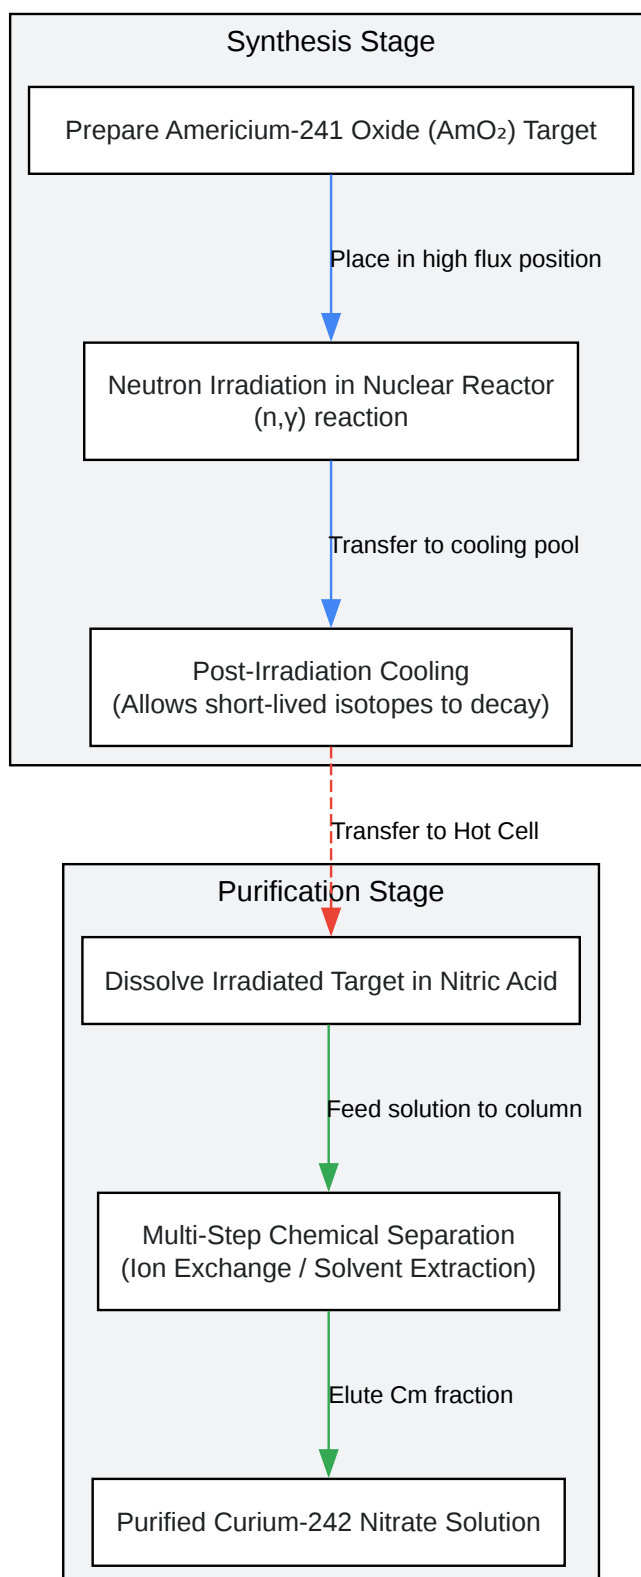 Synthesis Stage
Prepare Americium-241 Oxide (AmO₂) Target
Place in high flux position
Neutron Irradiation in Nuclear Reactor
(n,γ) reaction
Transfer to cooling pool
Post-Irradiation Cooling
(Allows short-lived isotopes to decay)
Transfer to Hot Cell
Purification Stage
Dissolve Irradiated Target in Nitric Acid
Feed solution to column
Multi-Step Chemical Separation
(Ion Exchange / Solvent Extraction)
Elute Cm fraction
Purified Curium-242 Nitrate Solution